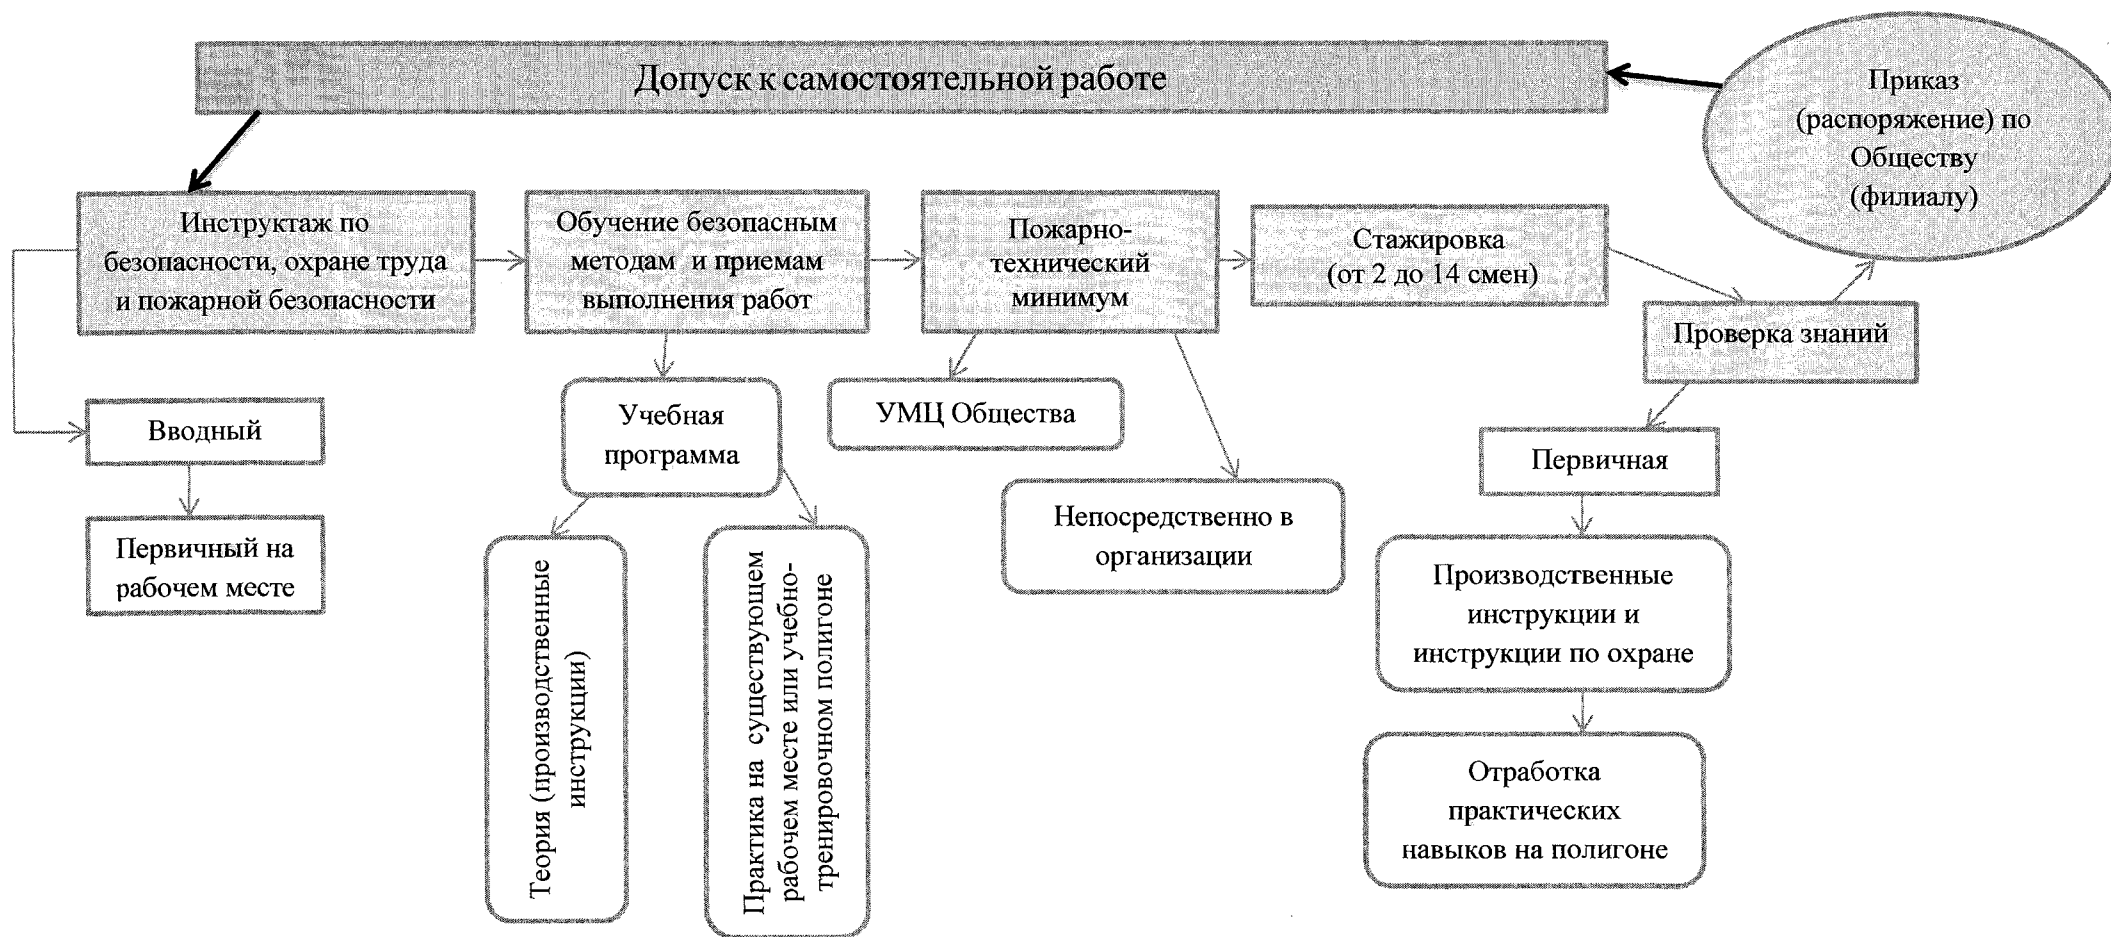 Допуск к самостоятельной работе
Приказ
(распоряжение) по
Обществу
(филиалу)
Инструктаж по
безопасности, охране труда
и пожарной безопасности
Обучение безопасным
методам и приемам
выполнения работ
Пожарно-
технический
минимум
Стажировка
(от 2 до 14 смен)
Проверка знаний
Вводный
Первичный на
рабочем месте
Учебная
программа
Теория (производственные
инструкции)
Практика на существующем
рабочем месте или учебно-
тренировочном полигоне
УМЦ Общества
Непосредственно в
организации
Первичная
Производственные
инструкции и
инструкции по охране
Отработка
практических
навыков на полигоне